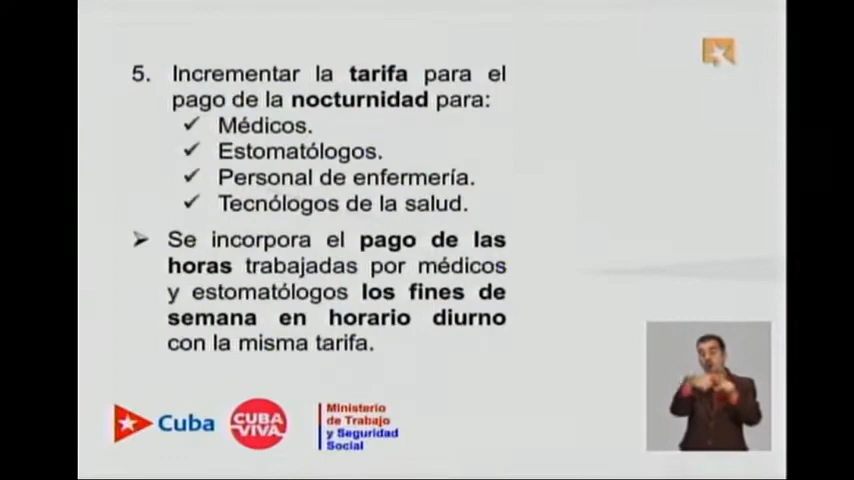 5. Incrementar la tarifa para el
pago de la nocturnidad para:
✓ Médicos.
✓ Estomatólogos.
✓ Personal de enfermería.
✓ Tecnólogos de la salud.
➢ Se incorpora el pago de las
horas trabajadas por médicos
y estomatólogos los fines de
semana en horario diurno
con la misma tarifa.
Cuba
CUBA
VIVA
Ministerio
de Trabajo
y Seguridad
Social